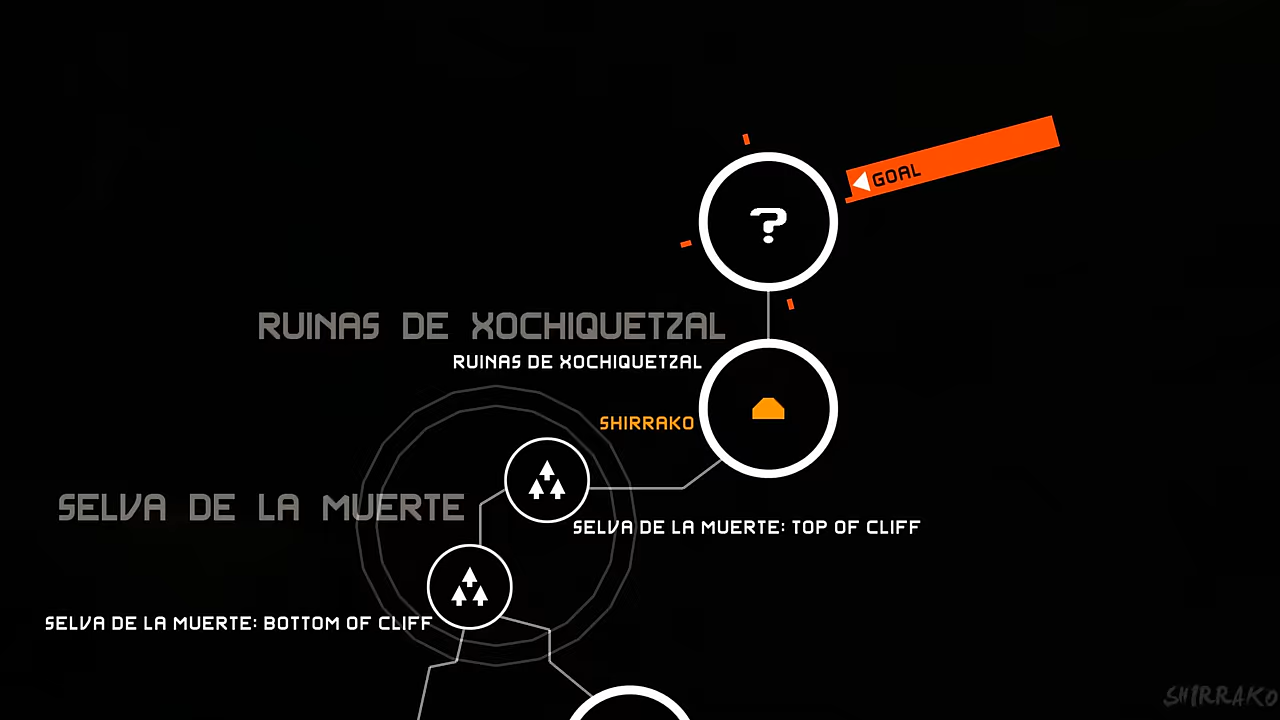 GOAL
?
RUINAS DE XOCHIQUETZAL
RUINAS DE XOCHIQUETZAL
SHIRRAKO
SELVA DE LA MUERTE
SELVA DE LA MUERTE: TOP OF CLIFF
SELVA DE LA MUERTE: BOTTOM OF CLIFF
SHIRRAKO